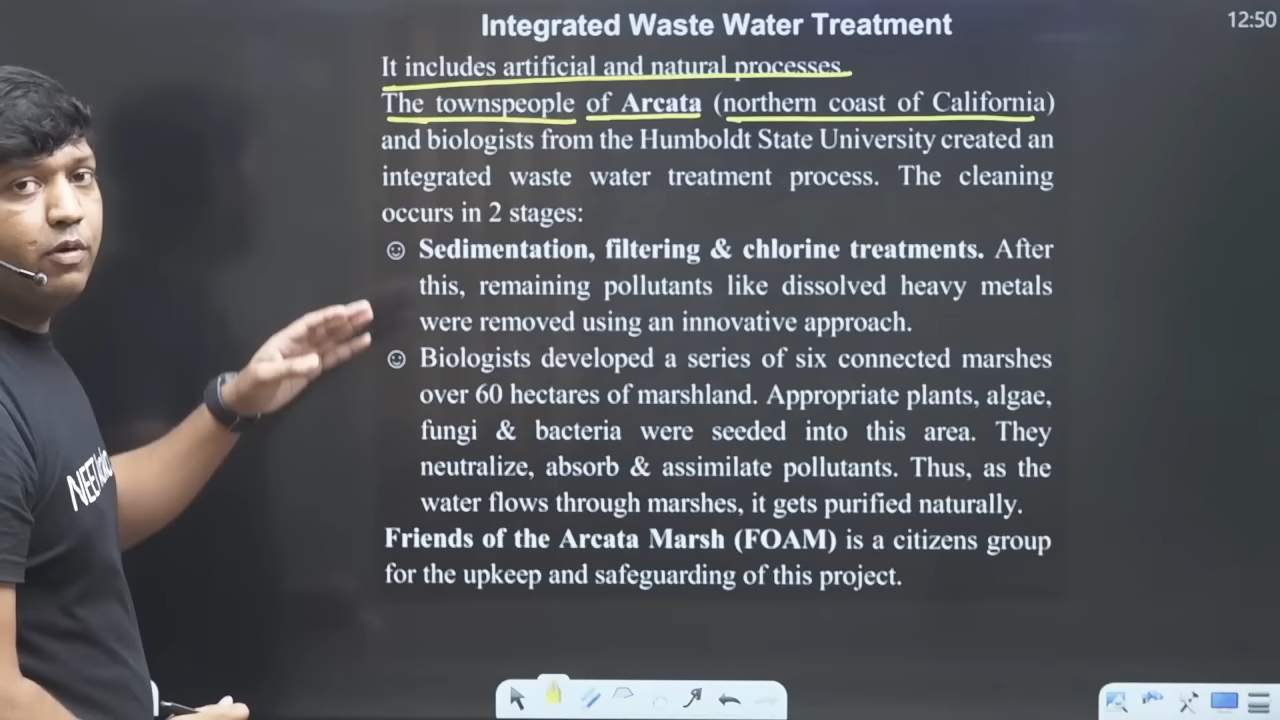 Integrated Waste Water Treatment
12:50
It includes artificial and natural processes
The townspeople of Arcata (northern coast of California)
and biologists from the Humboldt State University created an
integrated waste water treatment process. The cleaning
occurs in 2 stages:
☺ Sedimentation, filtering & chlorine treatments. After
this, remaining pollutants like dissolved heavy metals
were removed using an innovative approach.
☺ Biologists developed a series of six connected marshes
over 60 hectares of marshland. Appropriate plants, algae,
fungi & bacteria were seeded into this area. They
neutralize, absorb & assimilate pollutants. Thus, as the
water flows through marshes, it gets purified naturally.
Friends of the Arcata Marsh (FOAM) is a citizens group
for the upkeep and safeguarding of this project.